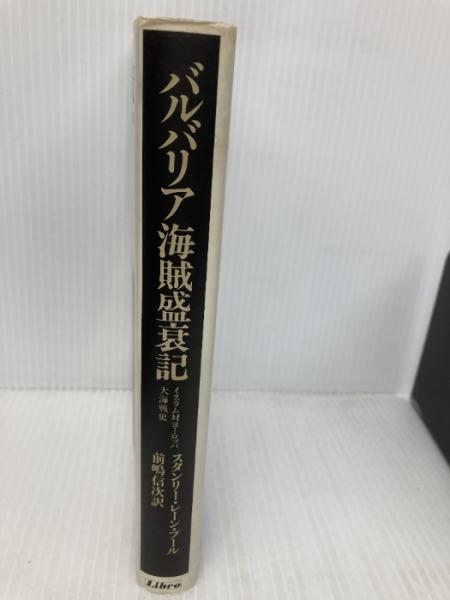 バルバリア海賊盛衰記
イスラム対ヨーロッパ
大海戦史
スタンリー・レーン・プール
前嶋信次訳
Libro